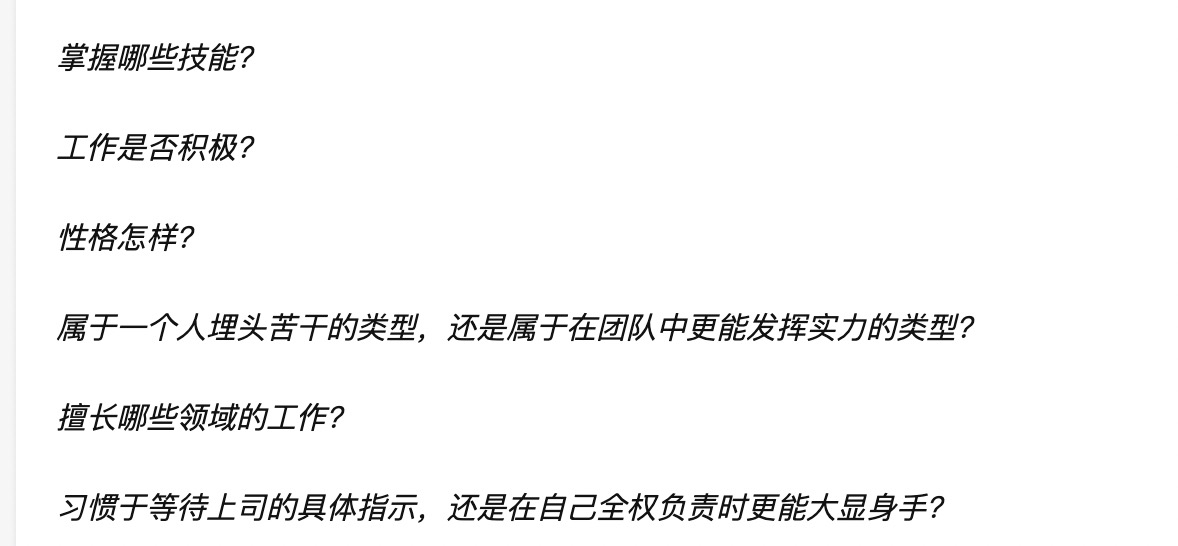 掌握哪些技能?
工作是否积极?
性格怎样?
属于一个人埋头苦干的类型，还是属于在团队中更能发挥实力的类型?
擅长哪些领域的工作?
习惯于等待上司的具体指示，还是在自己全权负责时更能大显身手?